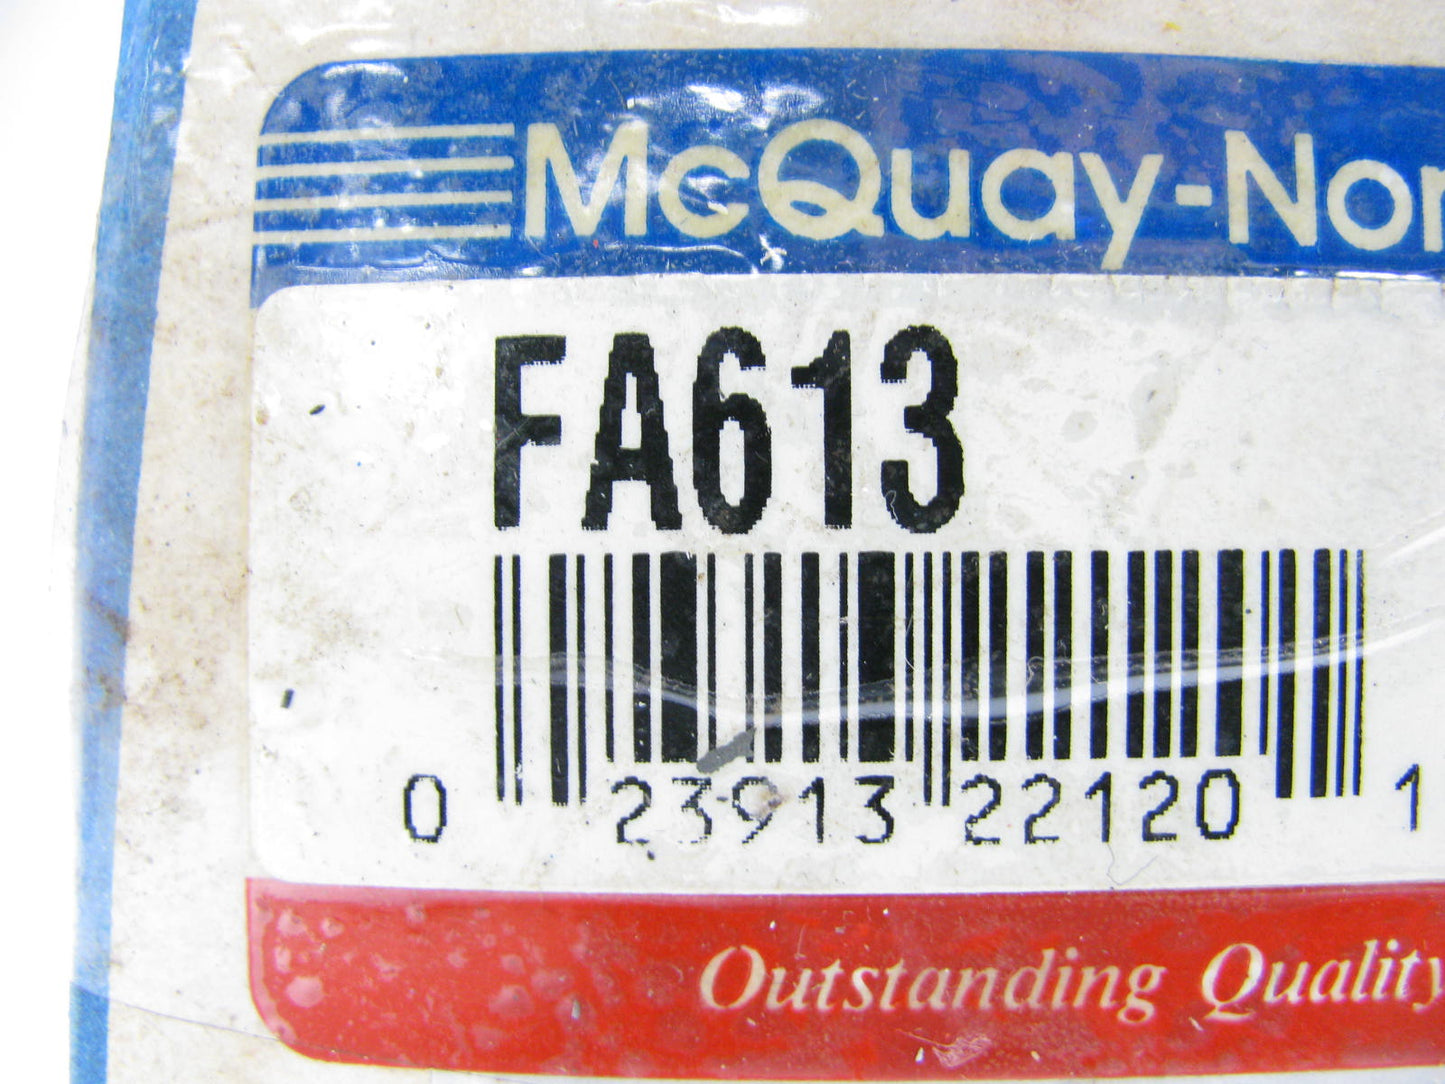 McQuay-Nor
FA613
0 23913 22120 1
Outstanding Quality